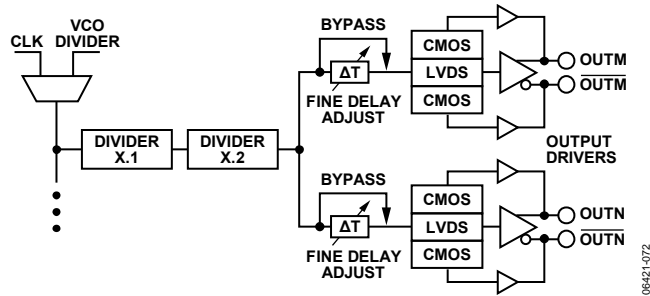 VCO
CLK DIVIDER
DIVIDER
X.1
DIVIDER
X.2
BYPASS
ΔT
FINE DELAY
ADJUST
CMOS
LVDS
CMOS
OUTM
OUTM
OUTPUT
DRIVERS
BYPASS
ΔT
FINE DELAY
ADJUST
CMOS
LVDS
CMOS
OUTN
OUTN
06421-072